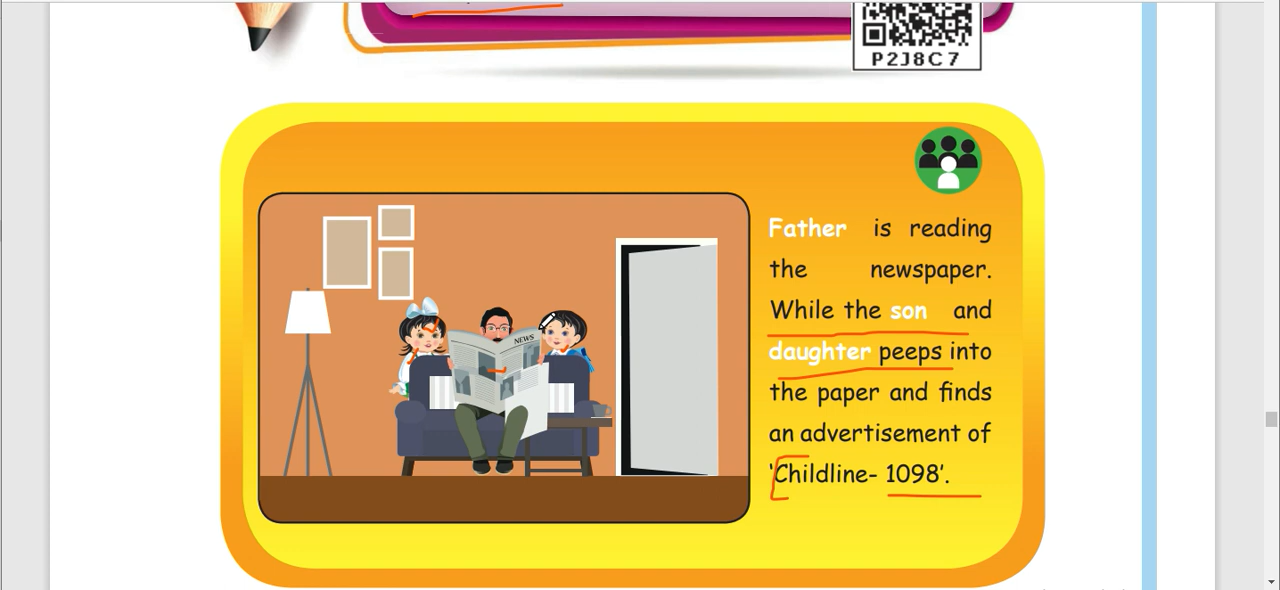 P2J8C7
Father is reading
the newspaper.
While the son and
daughter peeps into
the paper and finds
an advertisement of
'Childline- 1098'.
NEWS